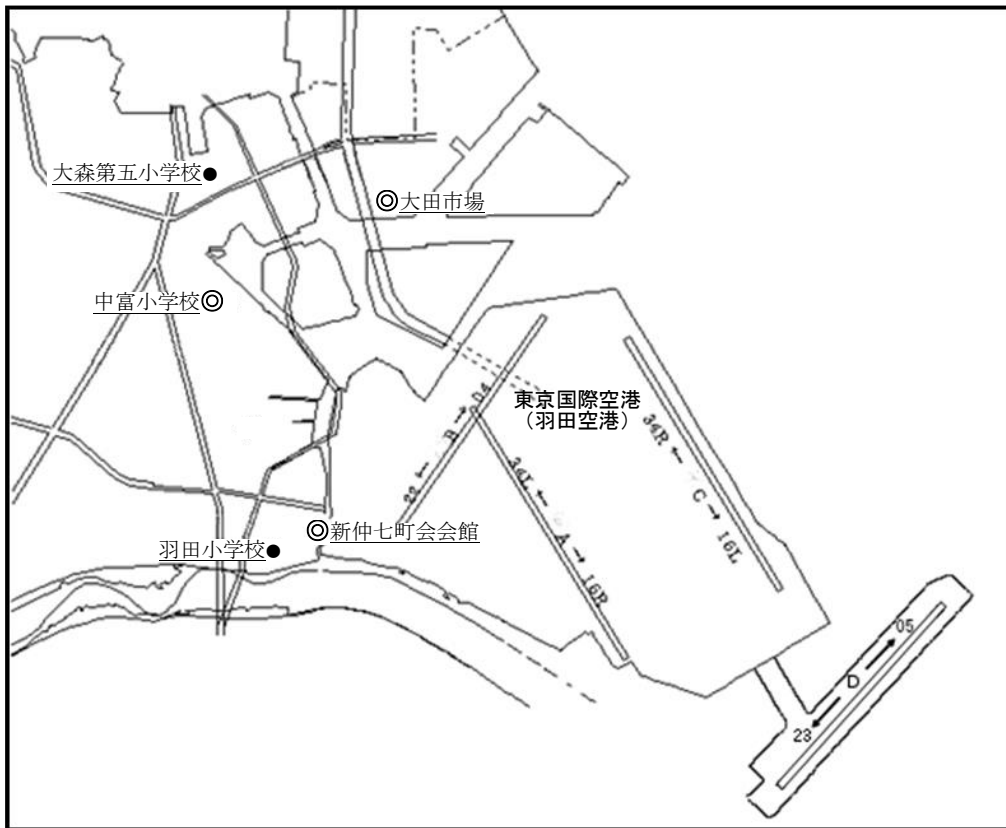 大森第五小学校●
◎大田市場
中富小学校◎
東京国際空港
（羽田空港）
04
B →
22 ←
34R ←
C → 16L
34L ←
A → 16R
◎新仲七町会会館
羽田小学校●
05
D
23